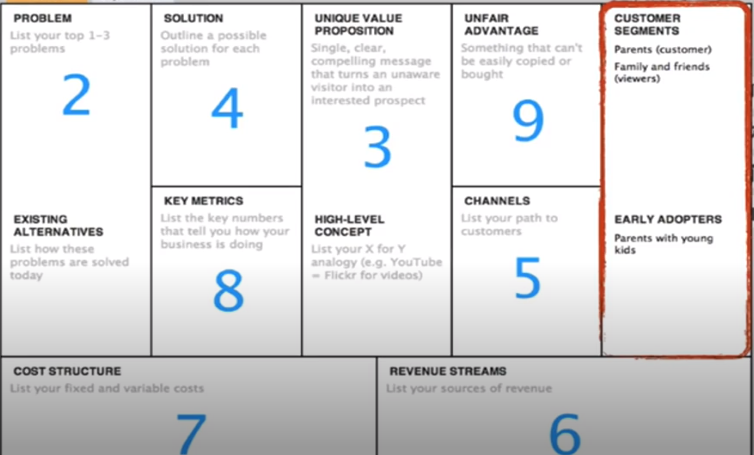 PROBLEM
List your top 1-3
problems
2
SOLUTION
Outline a possible
solution for each
problem
4
UNIQUE VALUE
PROPOSITION
Single, clear,
compelling message
that turns an unaware
visitor into an
interested prospect
3
UNFAIR
ADVANTAGE
Something that can't
be easily copied or
bought
9
CUSTOMER
SEGMENTS
Parents (customer)
Family and friends
(viewers)
EXISTING
ALTERNATIVES
List how these
problems are solved
today
KEY METRICS
List the key numbers
that tell you how your
business is doing
8
HIGH-LEVEL
CONCEPT
List your X for Y
analogy (e.g. YouTube
= Flickr for videos)
CHANNELS
List your path to
customers
5
EARLY ADOPTERS
Parents with young
kids
COST STRUCTURE
List your fixed and variable costs
7
REVENUE STREAMS
List your sources of revenue
6